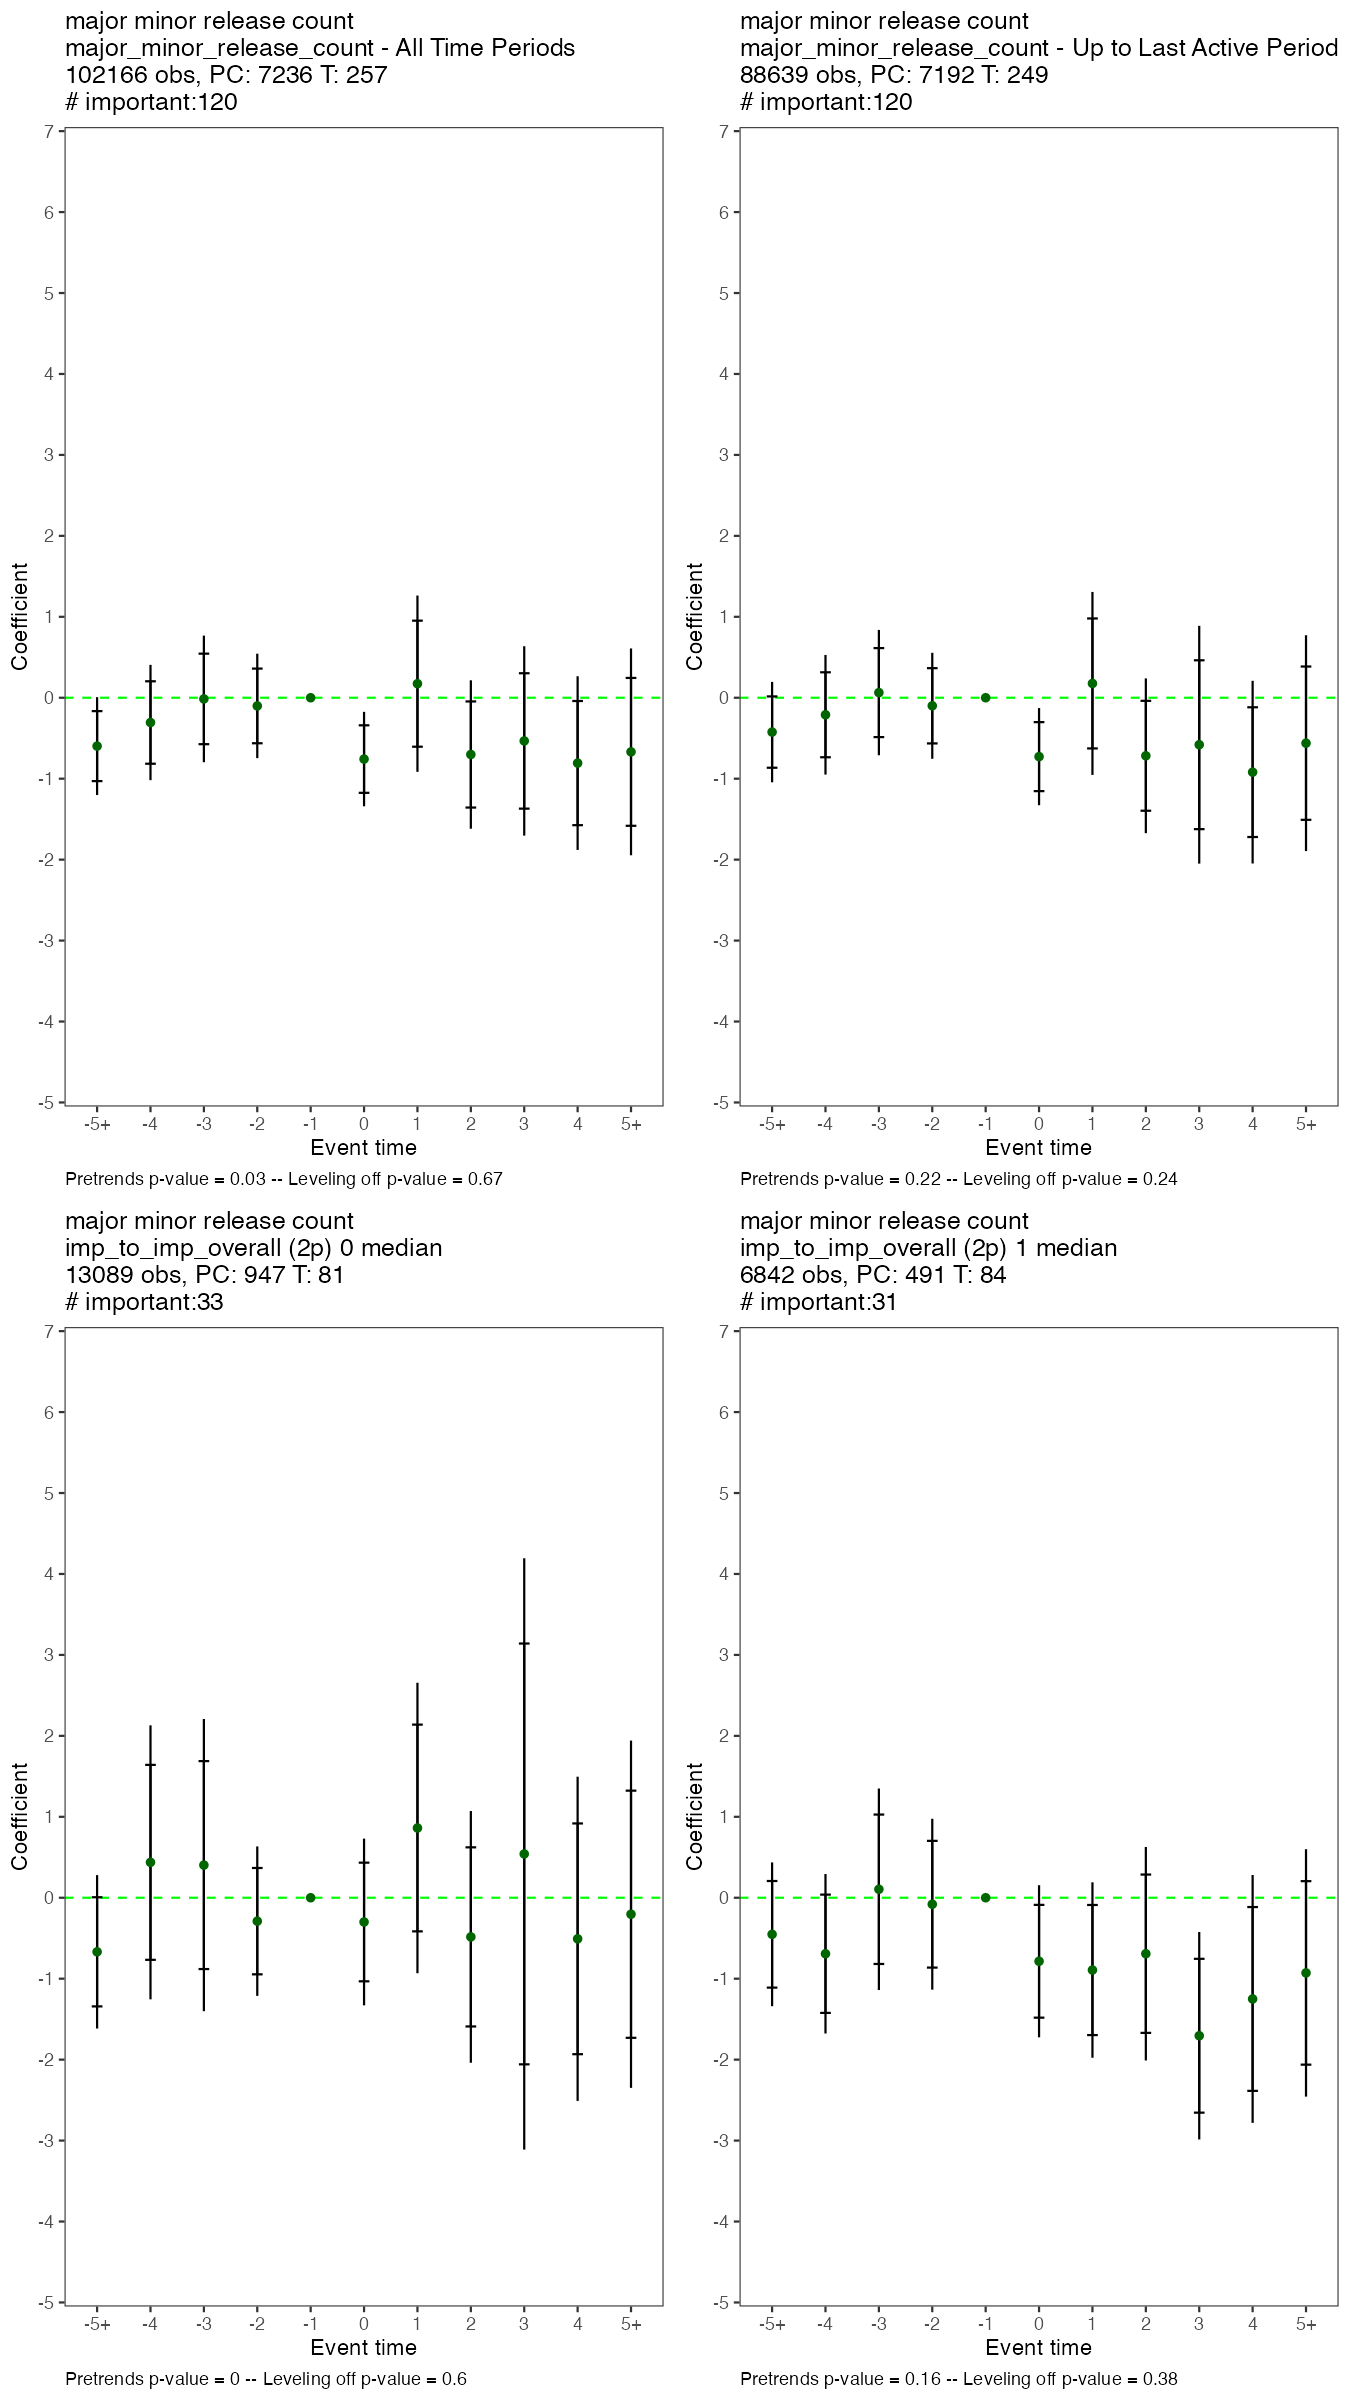 major minor release count
major_minor_release_count - All Time Periods
102166 obs, PC: 7236 T: 257
# important:120
7
6
5
4
3
2
1
0
-1
-2
-3
-4
-5
Coefficient
-5+ -4 -3 -2 -1 0 1 2 3 4 5+
Event time
Pretrends p-value = 0.03 -- Leveling off p-value = 0.67
major minor release count
major_minor_release_count - Up to Last Active Period
88639 obs, PC: 7192 T: 249
# important:120
7
6
5
4
3
2
1
0
-1
-2
-3
-4
-5
Coefficient
-5+ -4 -3 -2 -1 0 1 2 3 4 5+
Event time
Pretrends p-value = 0.22 -- Leveling off p-value = 0.24
major minor release count
imp_to_imp_overall (2p) 0 median
13089 obs, PC: 947 T: 81
# important:33
7
6
5
4
3
2
1
0
-1
-2
-3
-4
-5
Coefficient
-5+ -4 -3 -2 -1 0 1 2 3 4 5+
Event time
Pretrends p-value = 0 -- Leveling off p-value = 0.6
major minor release count
imp_to_imp_overall (2p) 1 median
6842 obs, PC: 491 T: 84
# important:31
7
6
5
4
3
2
1
0
-1
-2
-3
-4
-5
Coefficient
-5+ -4 -3 -2 -1 0 1 2 3 4 5+
Event time
Pretrends p-value = 0.16 -- Leveling off p-value = 0.38